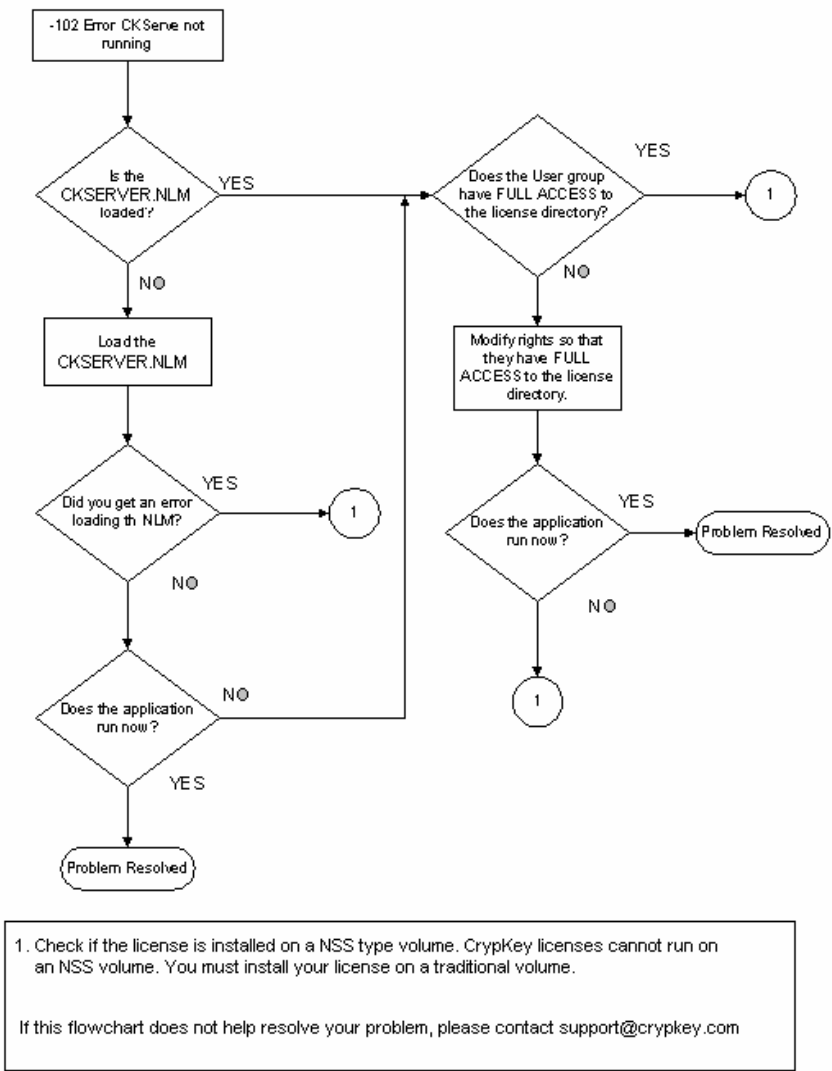 -102 Error CKServe not
running
Is the
CKSERVER.NLM
loaded?
YES
NO
Load the
CKSERVER.NLM
Did you get an error
loading th NLM?
YES
1
NO
Does the application
run now?
NO
YES
Problem Resolved
Does the User group
have FULL ACCESS to
the license directory?
YES
1
NO
Modify rights so that
they have FULL
ACCESS to the license
directory.
Does the application
run now?
YES
Problem Resolved
NO
1
1. Check if the license is installed on a NSS type volume. CrypKey licenses cannot run on
an NSS volume. You must install your license on a traditional volume.
If this flowchart does not help resolve your problem, please contact support@crypkey.com